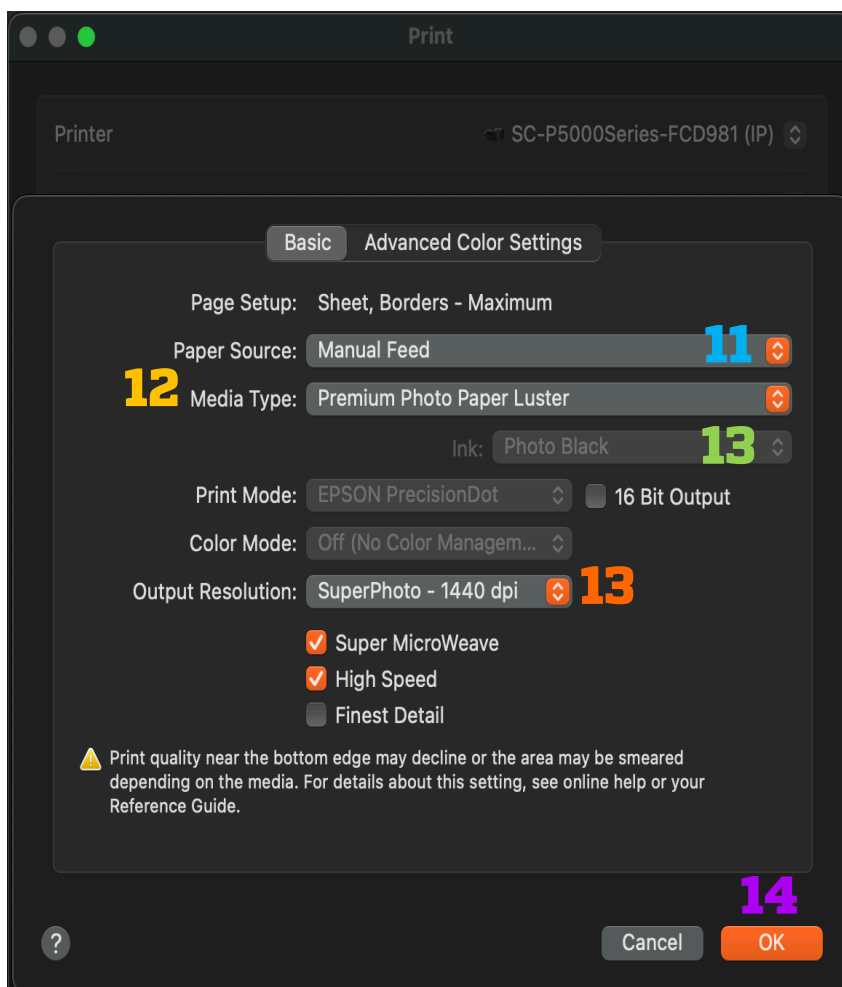 Print
Printer SC-P5000Series-FCD981 (IP)
Basic Advanced Color Settings
Page Setup: Sheet, Borders - Maximum
Paper Source: Manual Feed 11
12 Media Type: Premium Photo Paper Luster
Ink: Photo Black 13
Print Mode: EPSON PrecisionDot 16 Bit Output
Color Mode: Off (No Color Managem...
Output Resolution: SuperPhoto - 1440 dpi 13
Super MicroWeave
High Speed
Finest Detail
Print quality near the bottom edge may decline or the area may be smeared
depending on the media. For details about this setting, see online help or your
Reference Guide.
14
? Cancel OK